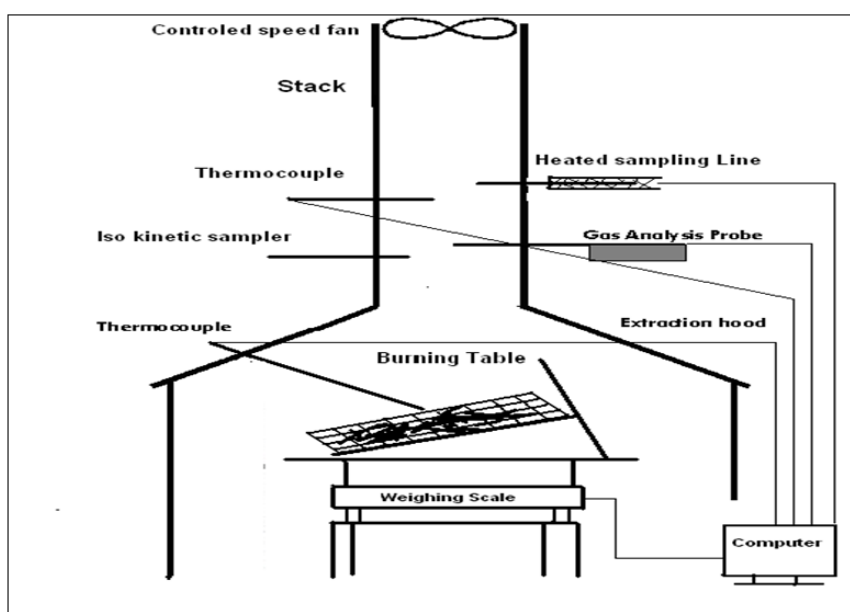 Controled speed fan
Stack
Heated sampling Line
Thermocouple
Iso kinetic sampler
Gas Analysis Probe
Thermocouple
Extraction hood
Burning Table
Weighing Scale
Computer